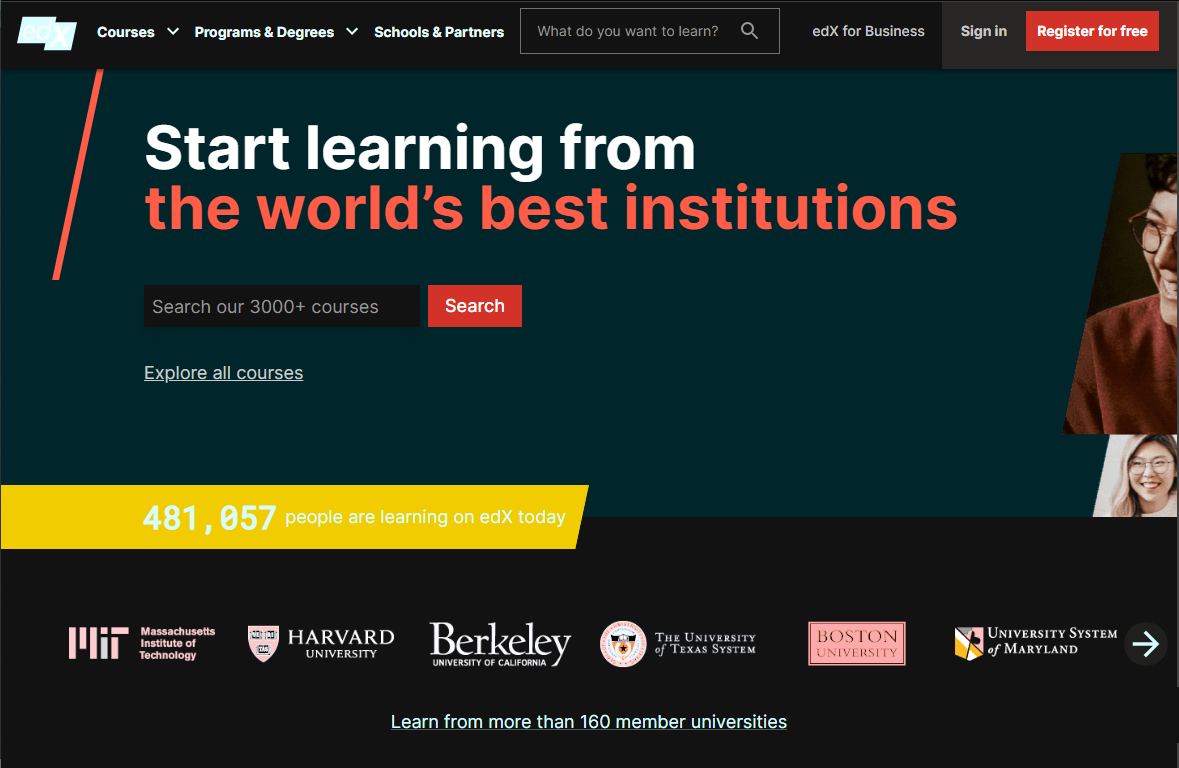 edX
Courses
Programs & Degrees
Schools & Partners
What do you want to learn?
edX for Business
Sign in
Register for free
Start learning from
the world’s best institutions
Search our 3000+ courses
Search
Explore all courses
481,057 people are learning on edX today
MIT
Massachusetts
Institute of
Technology
HARVARD
UNIVERSITY
Berkeley
UNIVERSITY OF CALIFORNIA
THE UNIVERSITY
of TEXAS SYSTEM
BOSTON
UNIVERSITY
UNIVERSITY SYSTEM
of MARYLAND
Learn from more than 160 member universities